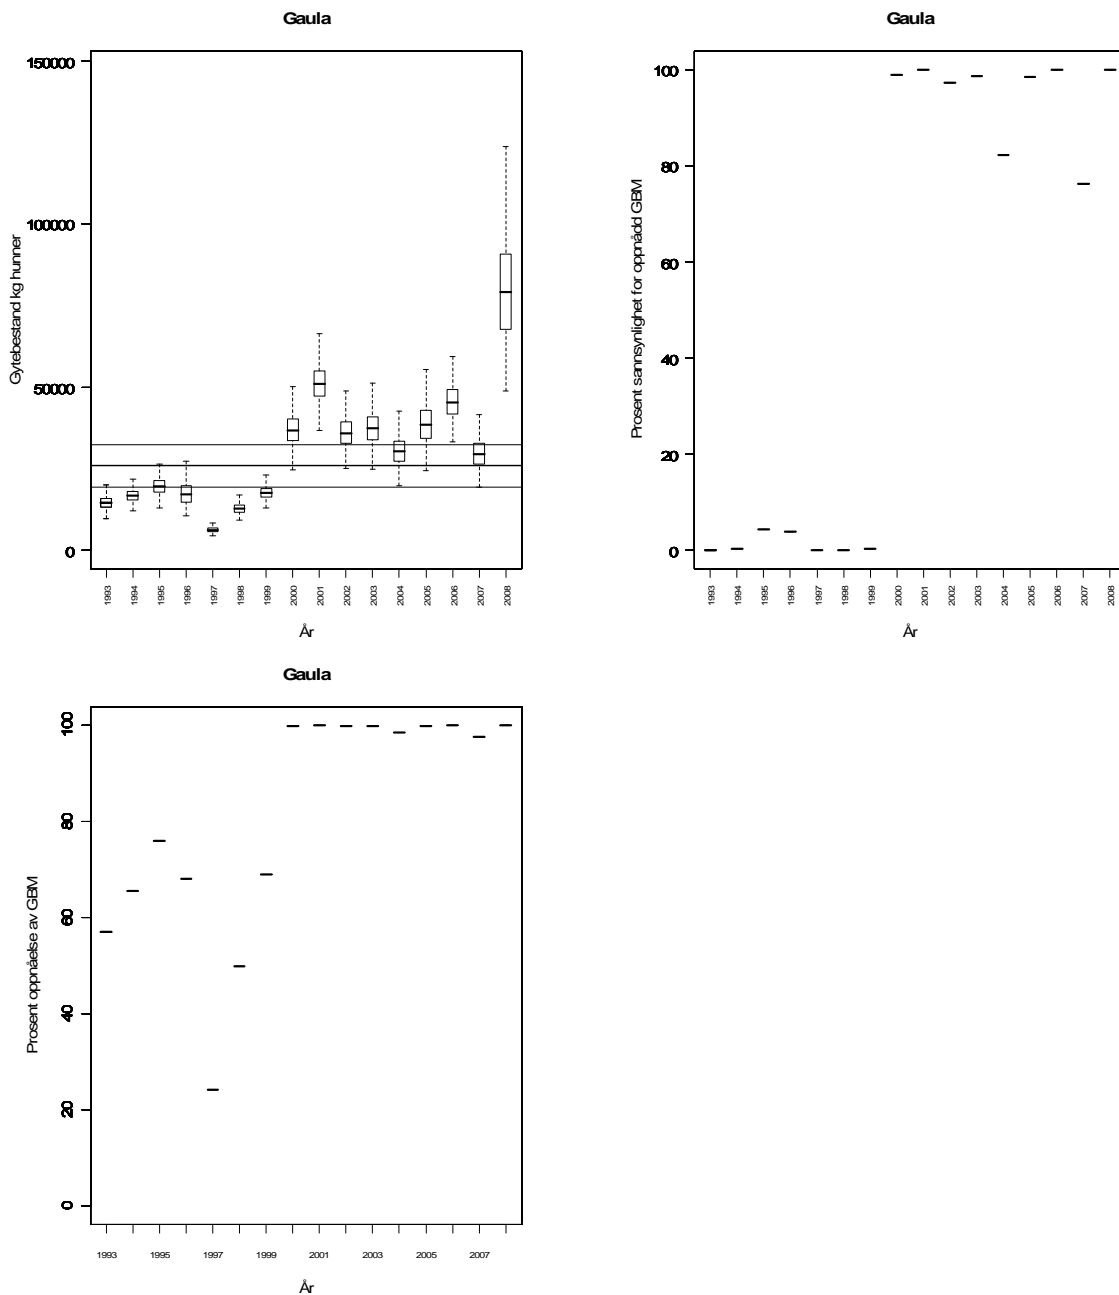 Gaula
Gytebestand kg hunner
150000
100000
50000
0
1993 1994 1995 1996 1997 1998 1999 2000 2001 2002 2003 2004 2005 2006 2007 2008
År
Gaula
Prosent sannsynlighet for oppnådd GBM
100
80
60
40
20
0
1993 1994 1995 1996 1997 1998 1999 2000 2001 2002 2003 2004 2005 2006 2007 2008
År
Gaula
Prosent oppnåelse av GBM
100
80
60
40
20
0
1993 1995 1997 1999 2001 2003 2005 2007
År